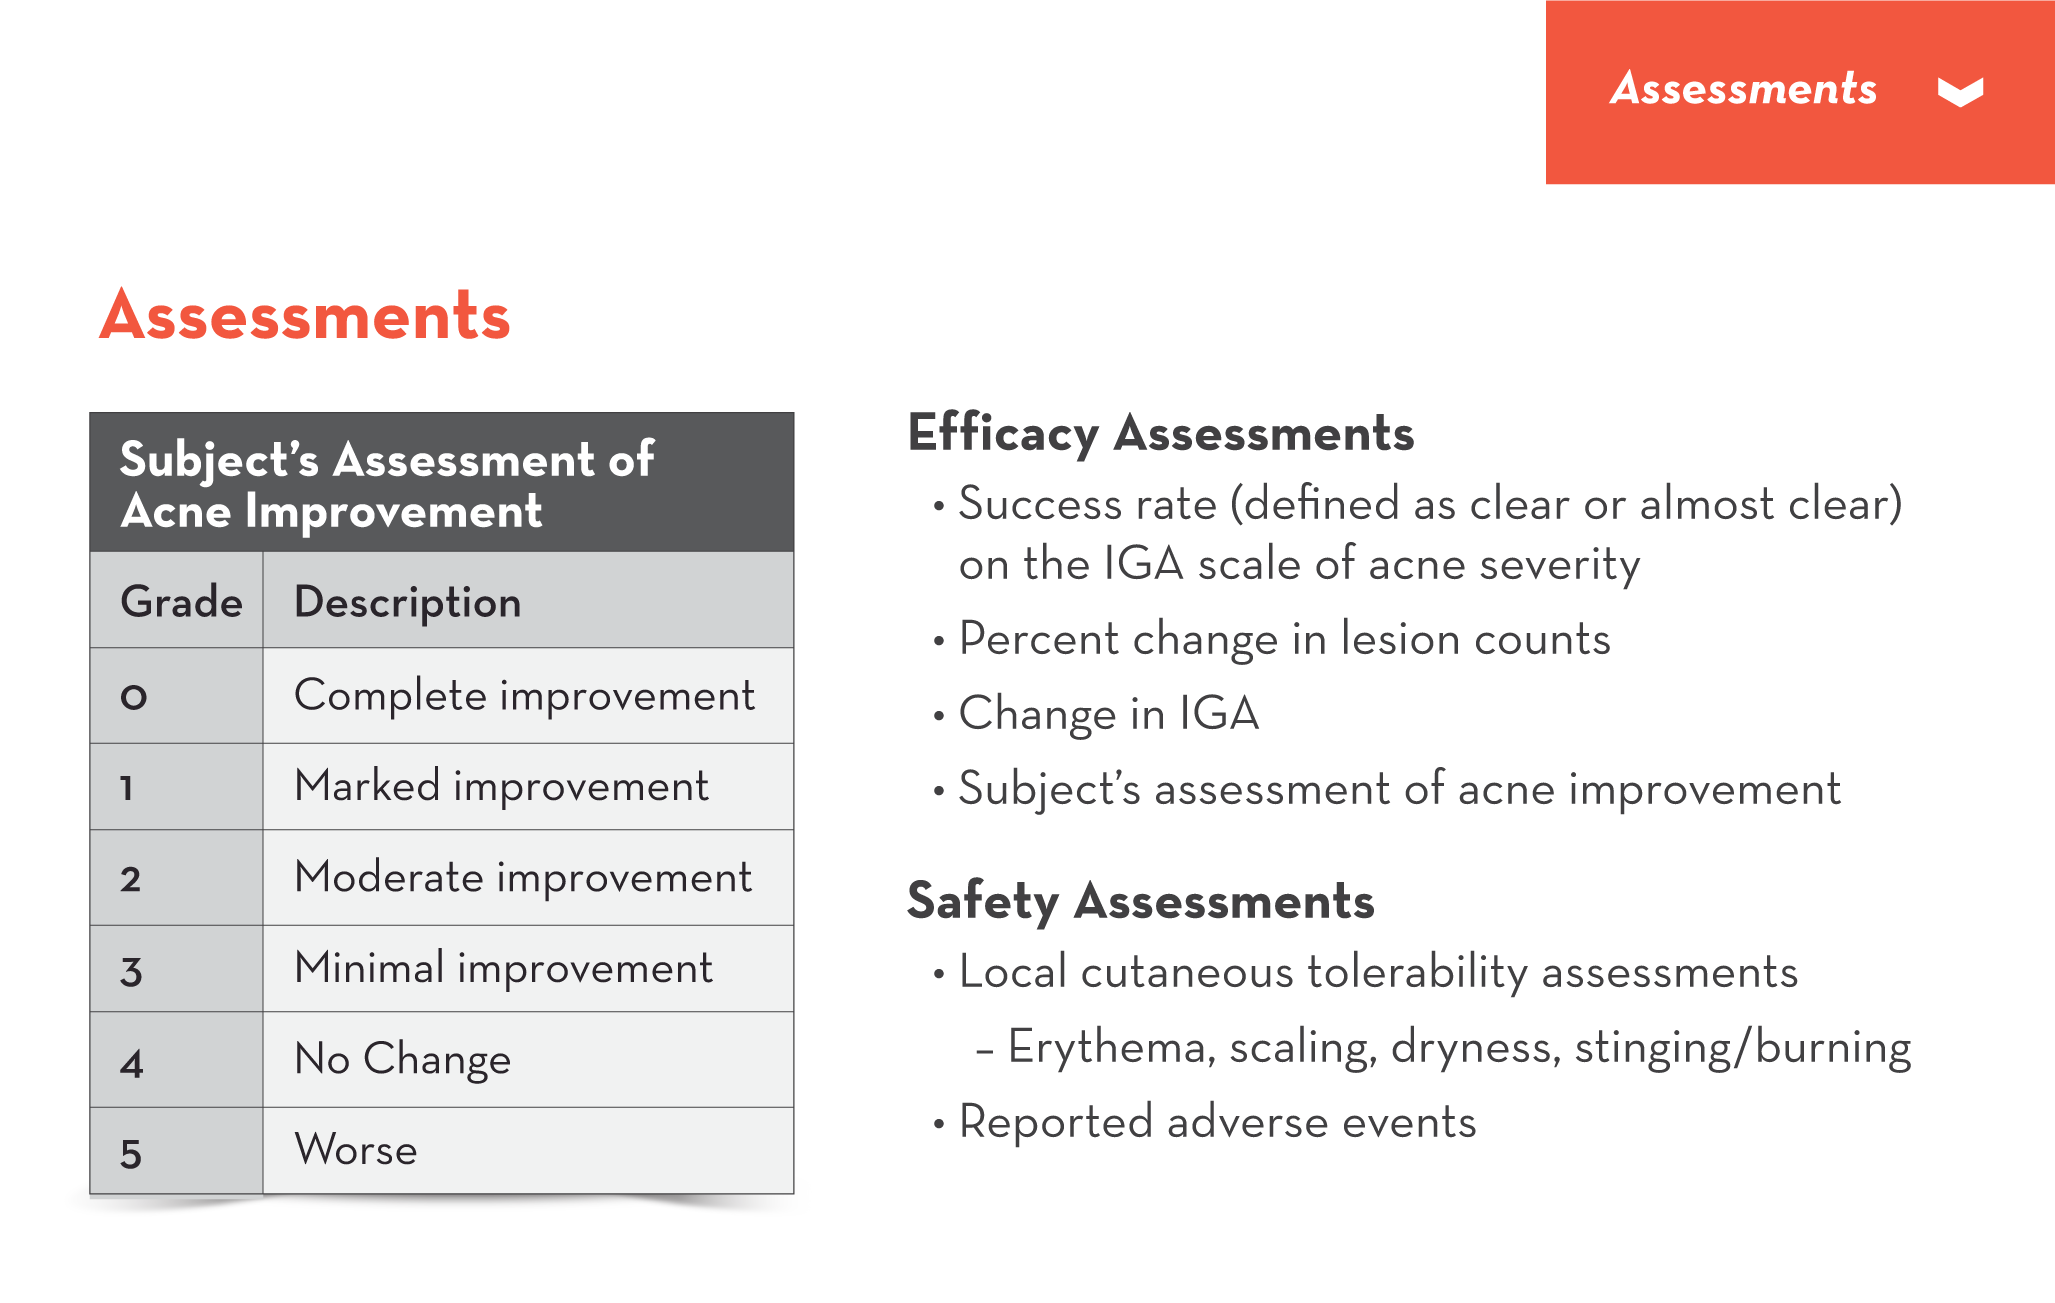 Assessments
Assessments
Subject’s Assessment of
Acne Improvement
Grade Description
0 Complete improvement
1 Marked improvement
2 Moderate improvement
3 Minimal improvement
4 No Change
5 Worse
Efficacy Assessments
• Success rate (defined as clear or almost clear)
on the IGA scale of acne severity
• Percent change in lesion counts
• Change in IGA
• Subject’s assessment of acne improvement
Safety Assessments
• Local cutaneous tolerability assessments
– Erythema, scaling, dryness, stinging/burning
• Reported adverse events